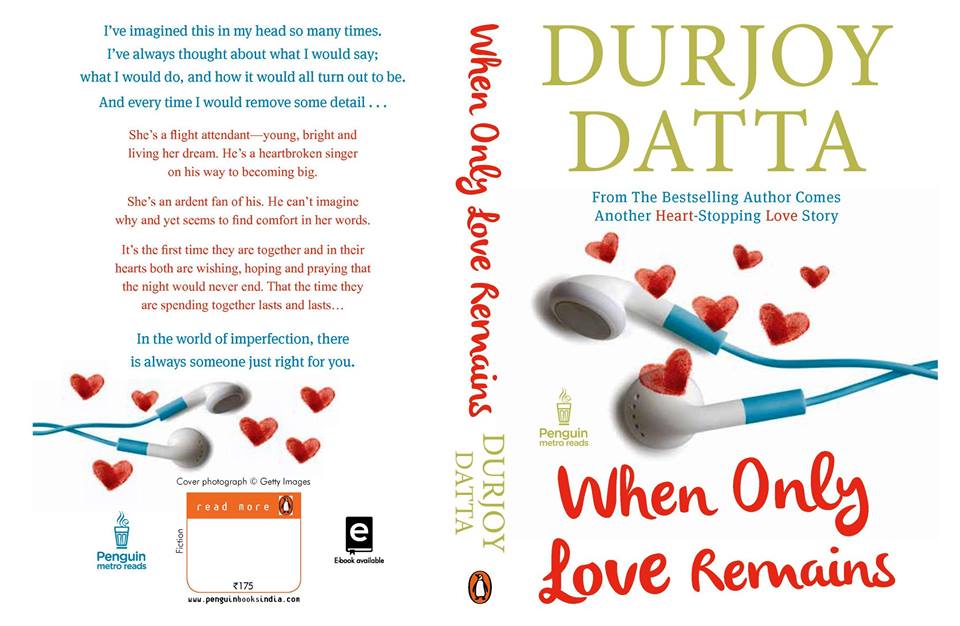 I've imagined this in my head so many times.
I've always thought about what I would say;
what I would do, and how it would all turn out to be.
And every time I would remove some detail . . .
She's a flight attendant—young, bright and
living her dream. He's a heartbroken singer
on his way to becoming big.
She's an ardent fan of his. He can't imagine
why and yet seems to find comfort in her words.
It's the first time they are together and in their
hearts both are wishing, hoping and praying that
the night would never end. That the time they
are spending together lasts and lasts…
In the world of imperfection, there
is always someone just right for you.
Cover photograph © Getty Images
Penguin
metro reads
Fiction
read more
₹175
www.penguinbooksindia.com
e
E-book available
When Only Love Remains
DURJOY
DATTA
DURJOY
DATTA
From The Bestselling Author Comes
Another Heart-Stopping Love Story
Penguin
metro reads
When Only
Love Remains